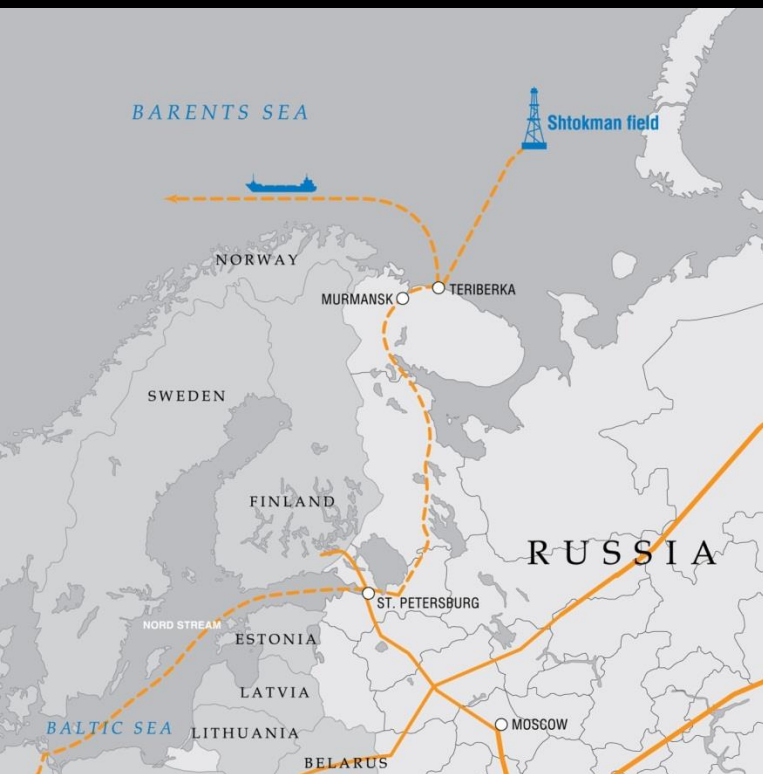 BARENTS SEA
Shtokman field
NORWAY
MURMANSK
TERIBERKA
SWEDEN
FINLAND
RUSSIA
ST. PETERSBURG
NORD STREAM
ESTONIA
LATVIA
BALTIC SEA
LITHUANIA
MOSCOW
BELARUS